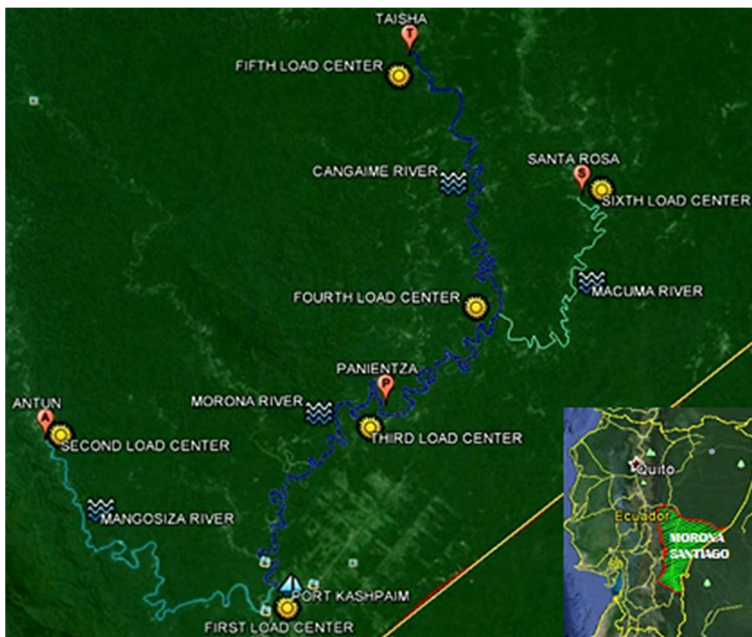 TAISHA
T
FIFTH LOAD CENTER
CANGAIME RIVER
SANTA ROSA
S
SIXTH LOAD CENTER
MACUMA RIVER
FOURTH LOAD CENTER
PANIENTZA
P
MORONA RIVER
THIRD LOAD CENTER
ANTUN
A
SECOND LOAD CENTER
MANGOSIZA RIVER
PORT KASHPAIM
FIRST LOAD CENTER
Quito
Ecuador
MORONA
SANTIAGO